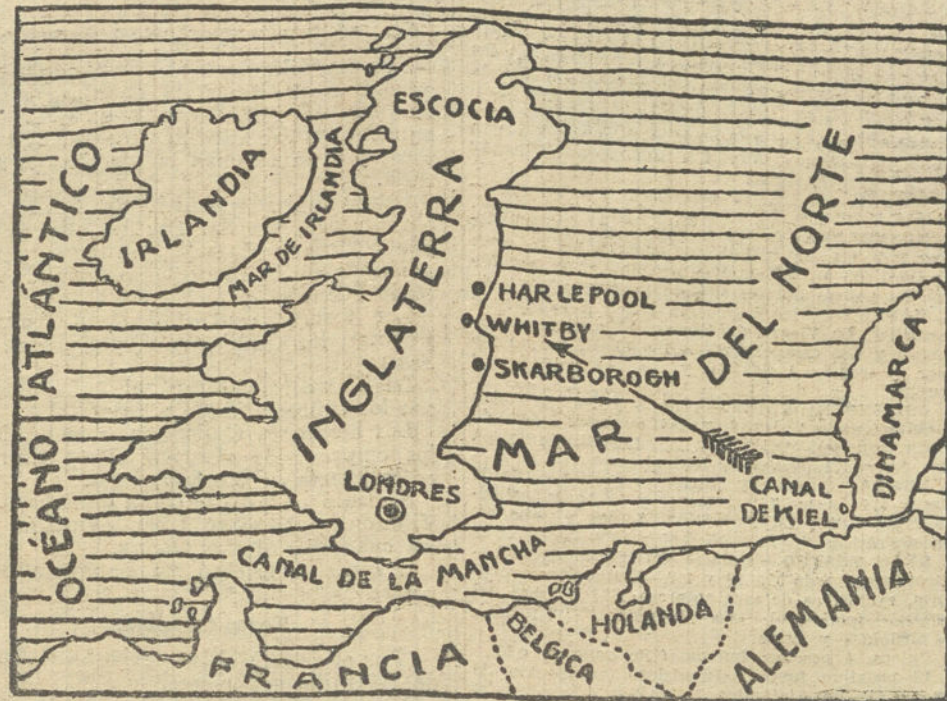 ESCOCIA
IRLANDIA
MAR DE IRLANDIA
OCÉANO ATLÁNTICO
INGLATERRA
HARLEPOOL
WHITBY
SKARBOROGH
MAR DEL NORTE
DINAMARCA
LONDRES
CANAL
DE KIEL
CANAL DE LA MANCHA
FRANCIA
BELGICA
HOLANDA
ALEMANIA